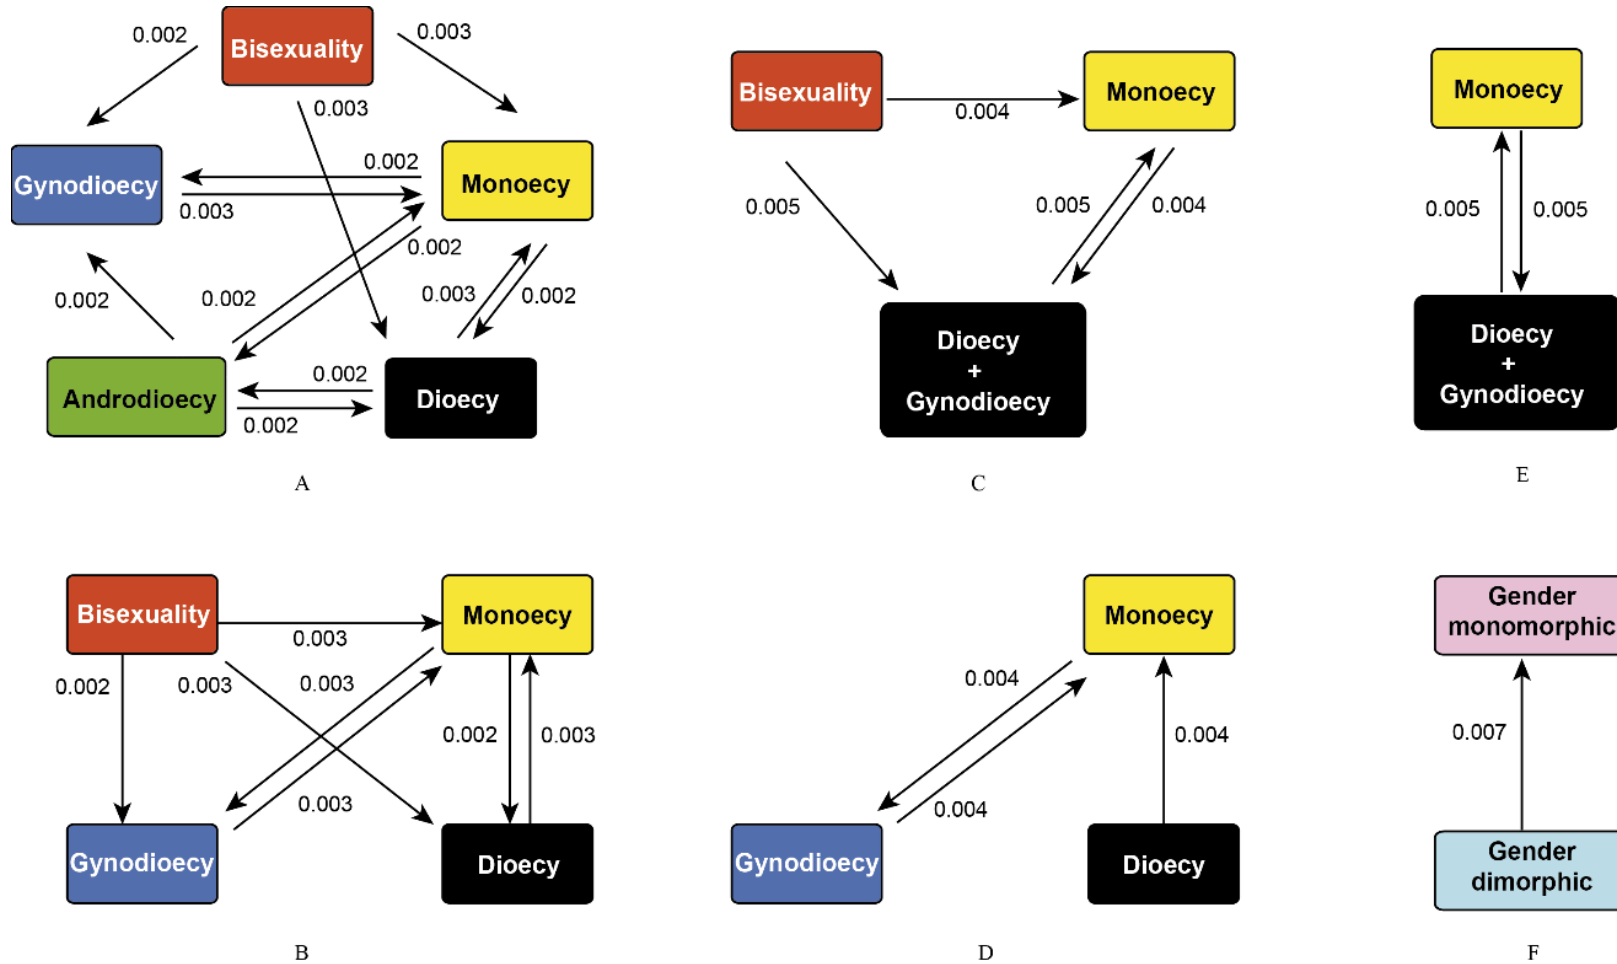 0.002
Bisexuality
0.003
0.003
Gynodioecy
0.002
0.003
Monoecy
0.002
0.002
0.002
0.003
0.002
Androdioecy
0.002
0.002
Dioecy
A
Bisexuality
0.003
Monoecy
0.002
0.003
0.003
0.002
0.003
0.003
Gynodioecy
Dioecy
B
Bisexuality
0.004
Monoecy
0.005
0.005
0.004
Dioecy
+
Gynodioecy
C
Monoecy
0.004
0.004
0.004
Gynodioecy
Dioecy
D
Monoecy
0.005
0.005
Dioecy
+
Gynodioecy
E
Gender
monomorphic
0.007
Gender
dimorphic
F